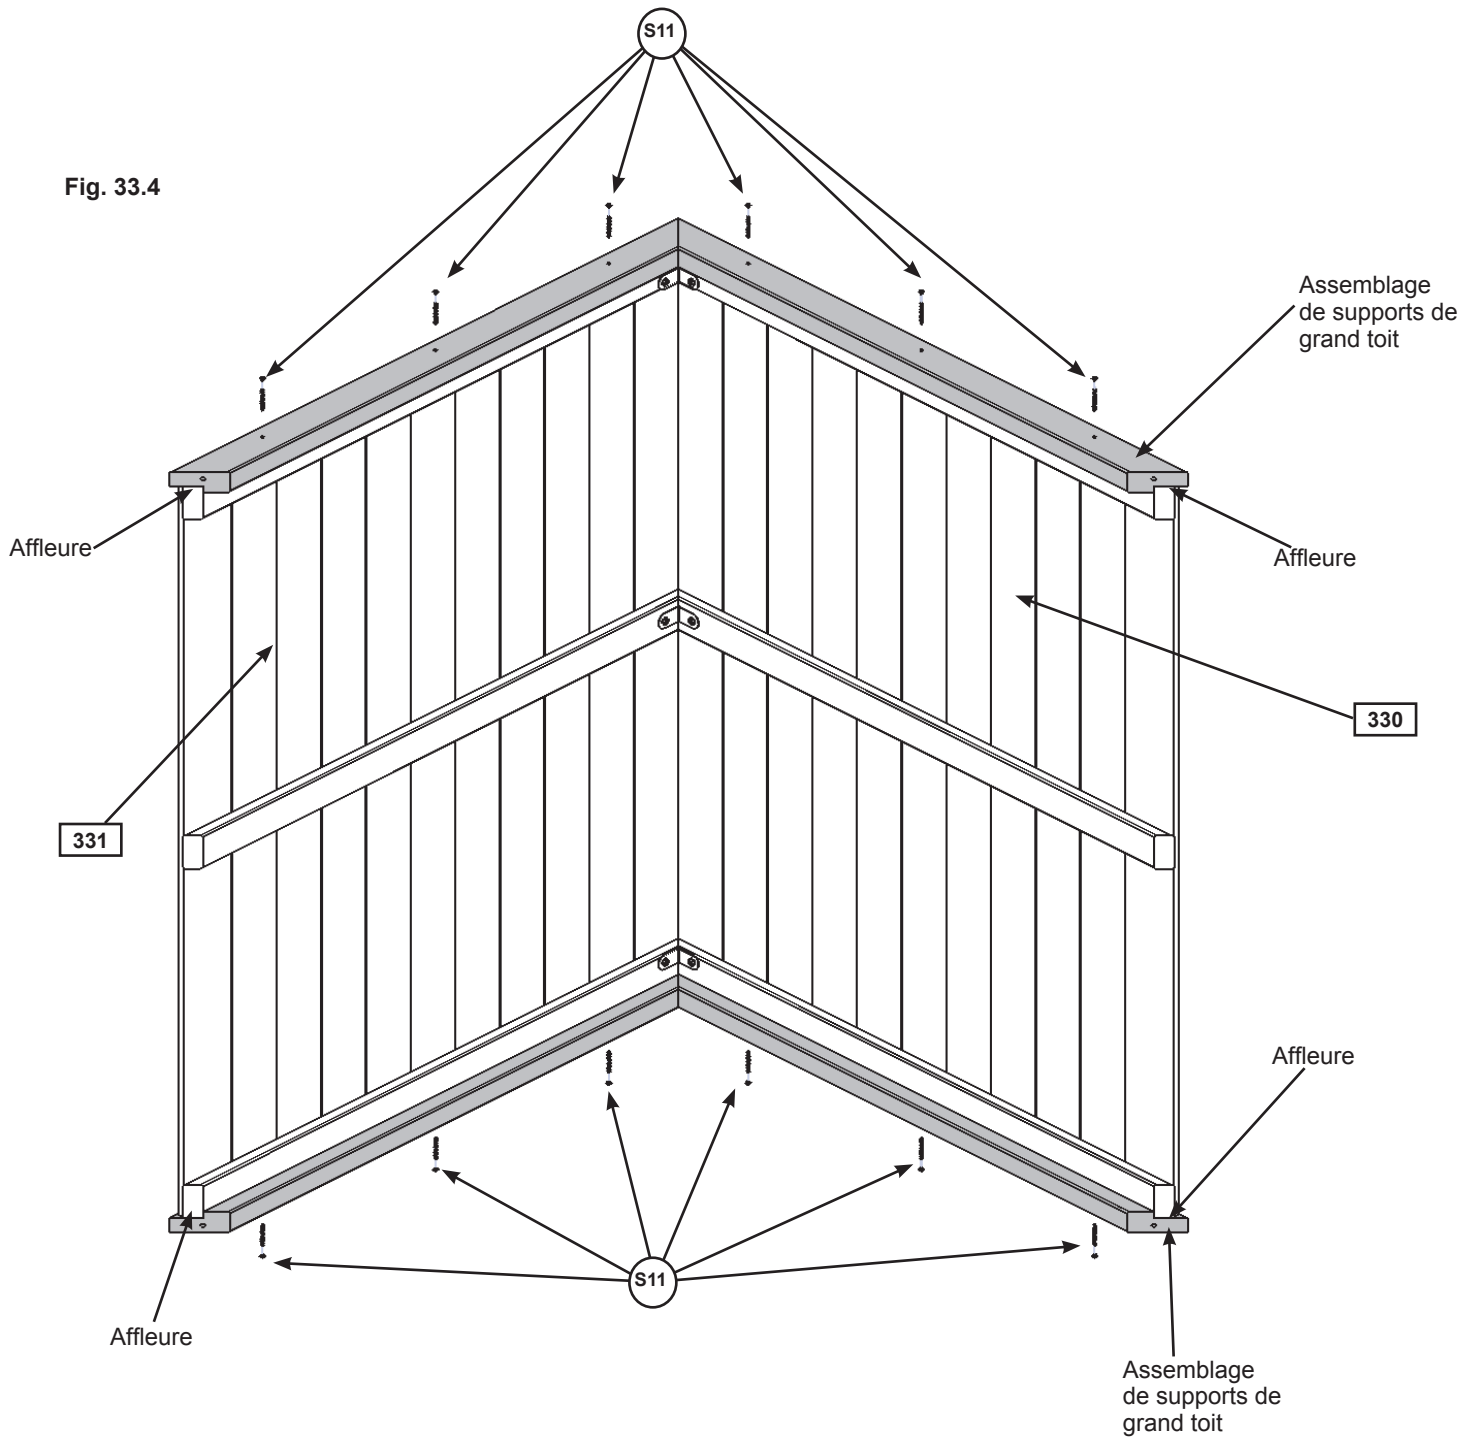 S11
Fig. 33.4
Assemblage
de supports de
grand toit
Affleure
Affleure
330
331
Affleure
S11
Affleure
Assemblage
de supports de
grand toit